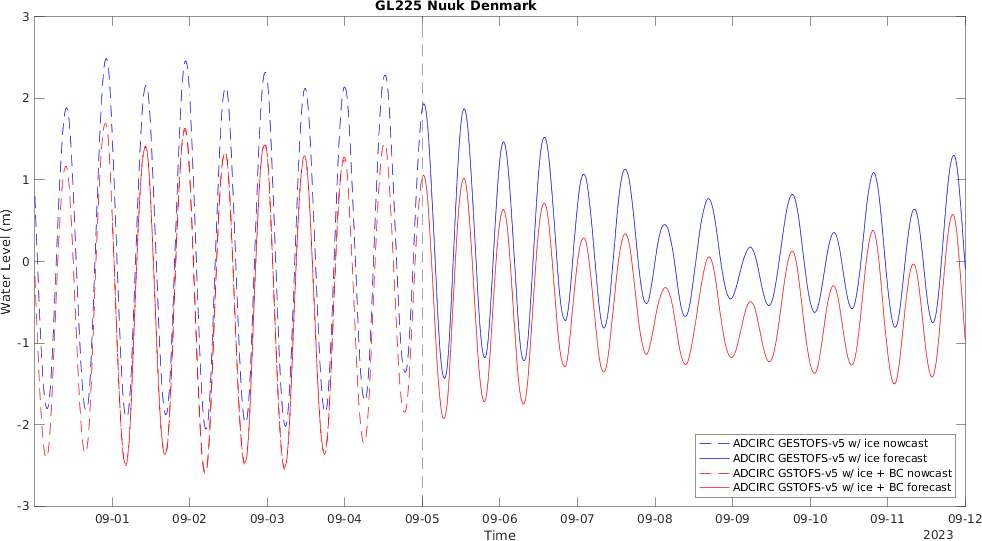 GL225 Nuuk Denmark
Water Level (m)
3
2
1
0
-1
-2
-3
ADCIRC GESTOFS-v5 w/ ice nowcast
ADCIRC GESTOFS-v5 w/ ice forecast
ADCIRC GSTOFS-v5 w/ ice + BC nowcast
ADCIRC GSTOFS-v5 w/ ice + BC forecast
09-01 09-02 09-03 09-04 09-05 09-06 09-07 09-08 09-09 09-10 09-11 09-12
Time
2023